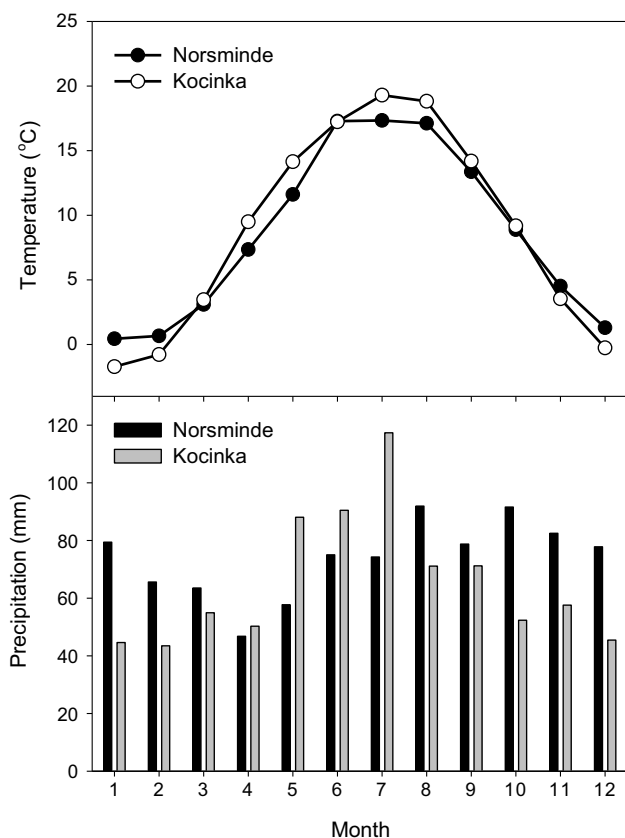 25
20
15
10
5
0
Temperature (°C)
Norsminde
Kocinka
120
100
80
60
40
20
0
Precipitation (mm)
Norsminde
Kocinka
1 2 3 4 5 6 7 8 9 10 11 12
Month